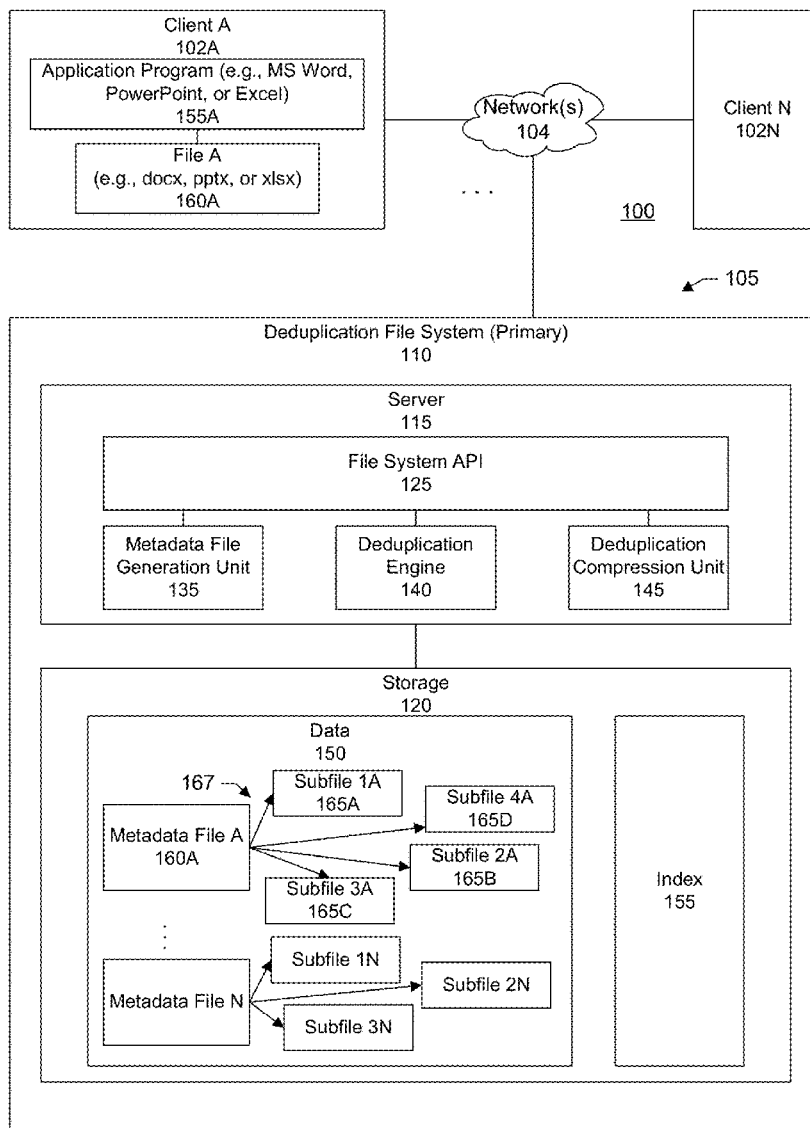 Client A
102A
Application Program (e.g., MS Word,
PowerPoint, or Excel)
155A
File A
(e.g., docx, pptx, or xlsx)
160A
Network(s)
104
Client N
102N
. . .
100
105
Deduplication File System (Primary)
110
Server
115
File System API
125
Metadata File
Generation Unit
135
Deduplication
Engine
140
Deduplication
Compression Unit
145
Storage
120
Data
150
167
Subfile 1A
165A
Subfile 4A
165D
Metadata File A
160A
Subfile 2A
165B
Subfile 3A
165C
Index
155
Subfile 1N
Metadata File N
Subfile 2N
Subfile 3N